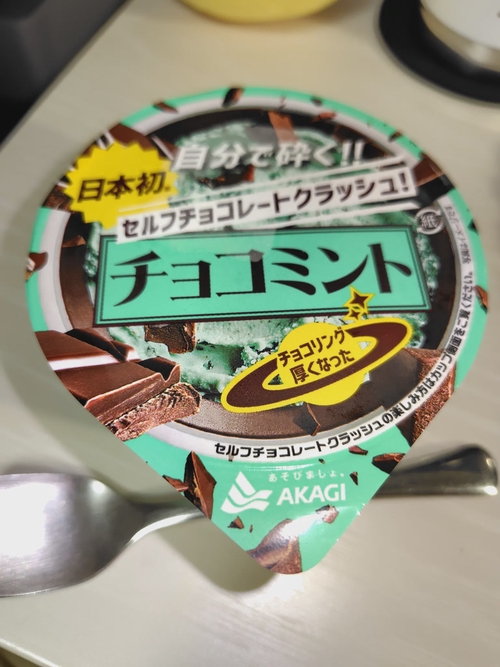 自分で砕く!!
日本初。
セルフチョコレートクラッシュ!
チョコミント
チョコリング
厚くなった
紙
セルフチョコレートクラッシュの楽しみ方はカップ側面をご覧ください。
あそびましょ。
AKAGI